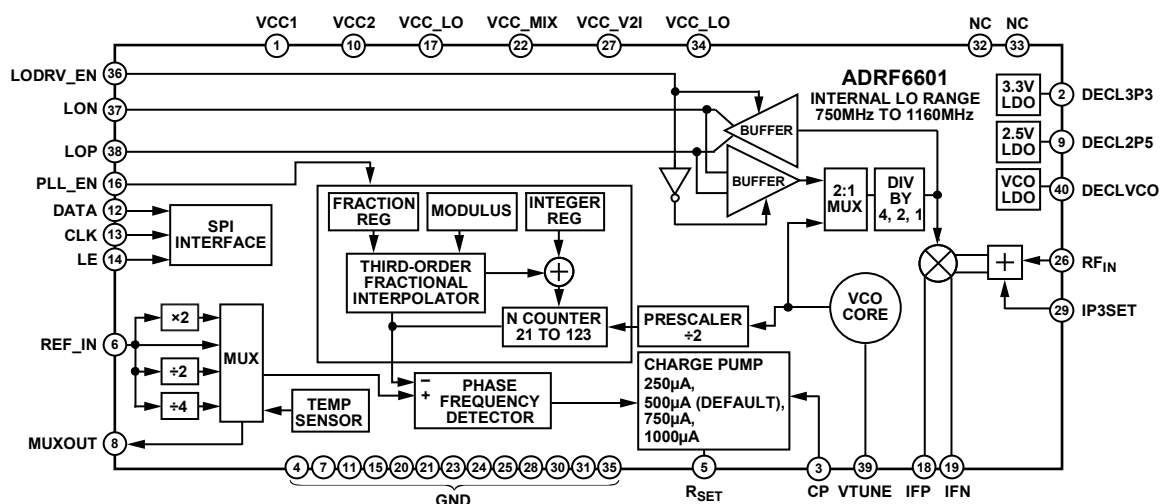 VCC1 VCC2 VCC_LO VCC_MIX VCC_V2I VCC_LO NC NC
1 10 17 22 27 34 32 33
LODRV_EN 36
LON 37
LOP 38
PLL_EN 16
DATA 12
CLK 13
LE 14
SPI
INTERFACE
ADRF6601
INTERNAL LO RANGE
750MHz TO 1160MHz
BUFFER
BUFFER
2:1
MUX
DIV
BY
4, 2, 1
3.3V
LDO
2 DECL3P3
2.5V
LDO
9 DECL2P5
VCO
LDO
40 DECLVCO
FRACTION
REG
MODULUS
INTEGER
REG
THIRD-ORDER
FRACTIONAL
INTERPOLATOR
+
N COUNTER
21 TO 123
PRESCALER
÷2
VCO
CORE
+
26 RFIN
29 IP3SET
REF_IN 6
×2
÷2
÷4
MUX
TEMP
SENSOR
MUXOUT 8
−
+
PHASE
FREQUENCY
DETECTOR
CHARGE PUMP
250µA,
500µA (DEFAULT),
750µA,
1000µA
4 7 11 15 20 21 23 24 25 28 30 31 35
5 3 39 18 19
GND RSET CP VTUNE IFP IFN